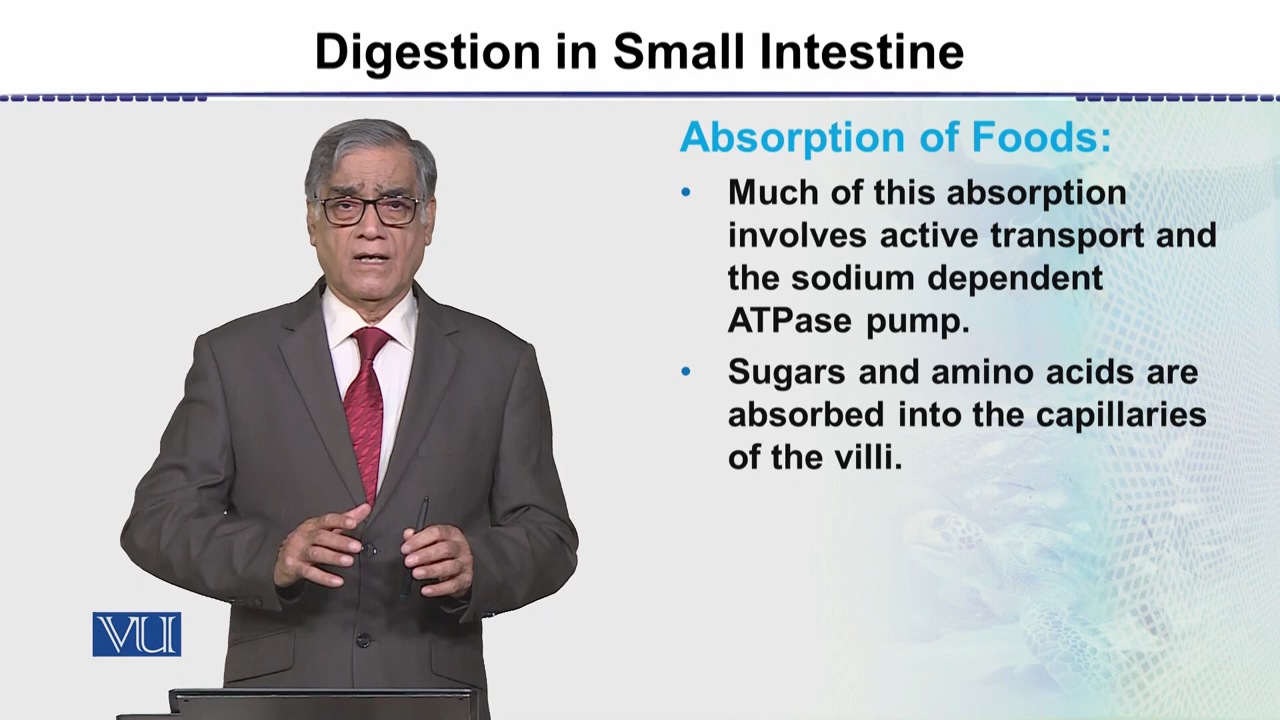 Digestion in Small Intestine
Absorption of Foods:
• Much of this absorption
involves active transport and
the sodium dependent
ATPase pump.
• Sugars and amino acids are
absorbed into the capillaries
of the villi.
VU